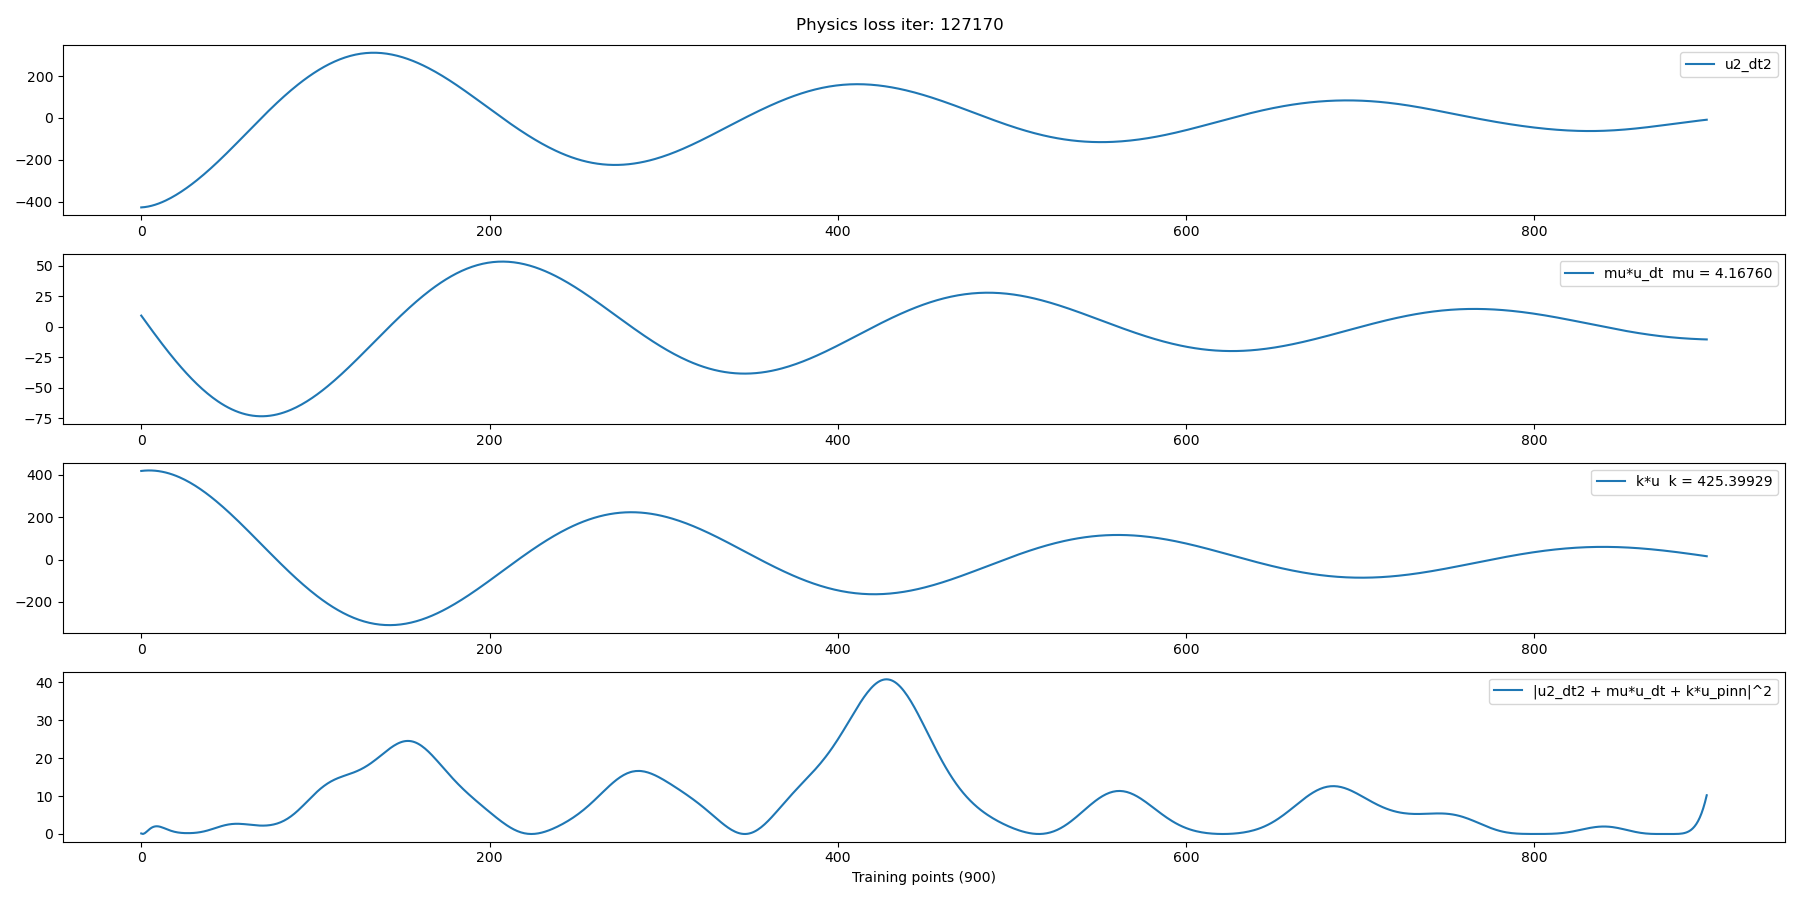 Physics loss iter: 127170
u2_dt2
200
0
−200
−400
0 200 400 600 800
mu*u_dt mu = 4.16760
50
25
0
−25
−50
−75
0 200 400 600 800
k*u k = 425.39929
400
200
0
−200
0 200 400 600 800
|u2_dt2 + mu*u_dt + k*u_pinn|^2
40
30
20
10
0
0 200 400 600 800
Training points (900)